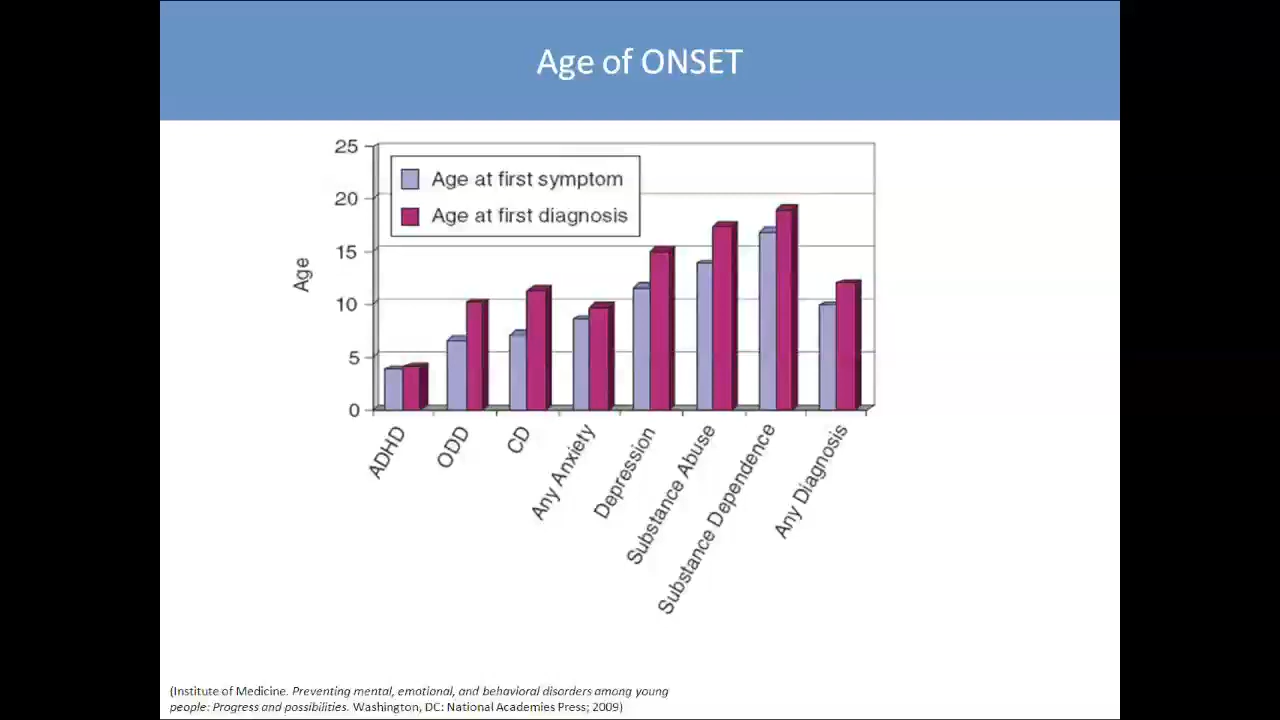 Age of ONSET
25
20
15
10
5
0
Age
Age at first symptom
Age at first diagnosis
ADHD
ODD
CD
Any Anxiety
Depression
Substance Abuse
Substance Dependence
Any Diagnosis
(Institute of Medicine. Preventing mental, emotional, and behavioral disorders among young
people: Progress and possibilities. Washington, DC: National Academies Press; 2009)